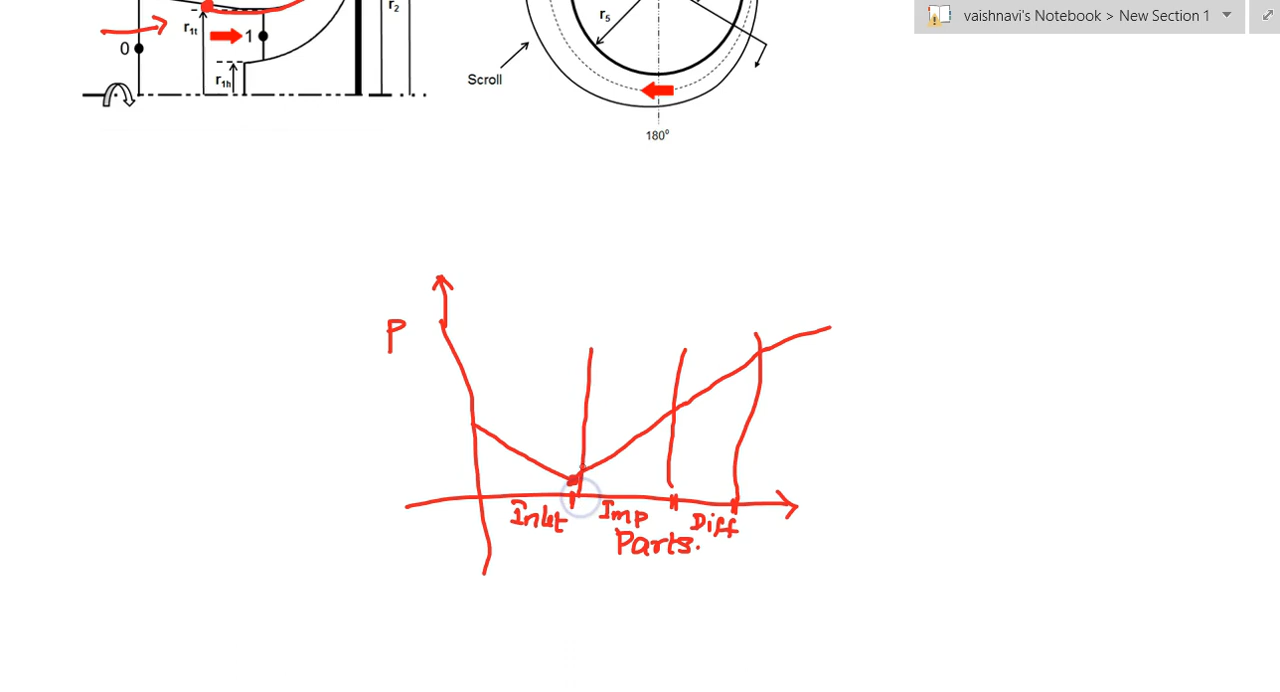 vaishnavi's Notebook > New Section 1
r2
r1t
r5
0
1
r1h
Scroll
180°
P
Inlet
Imp
Diff
Parts.